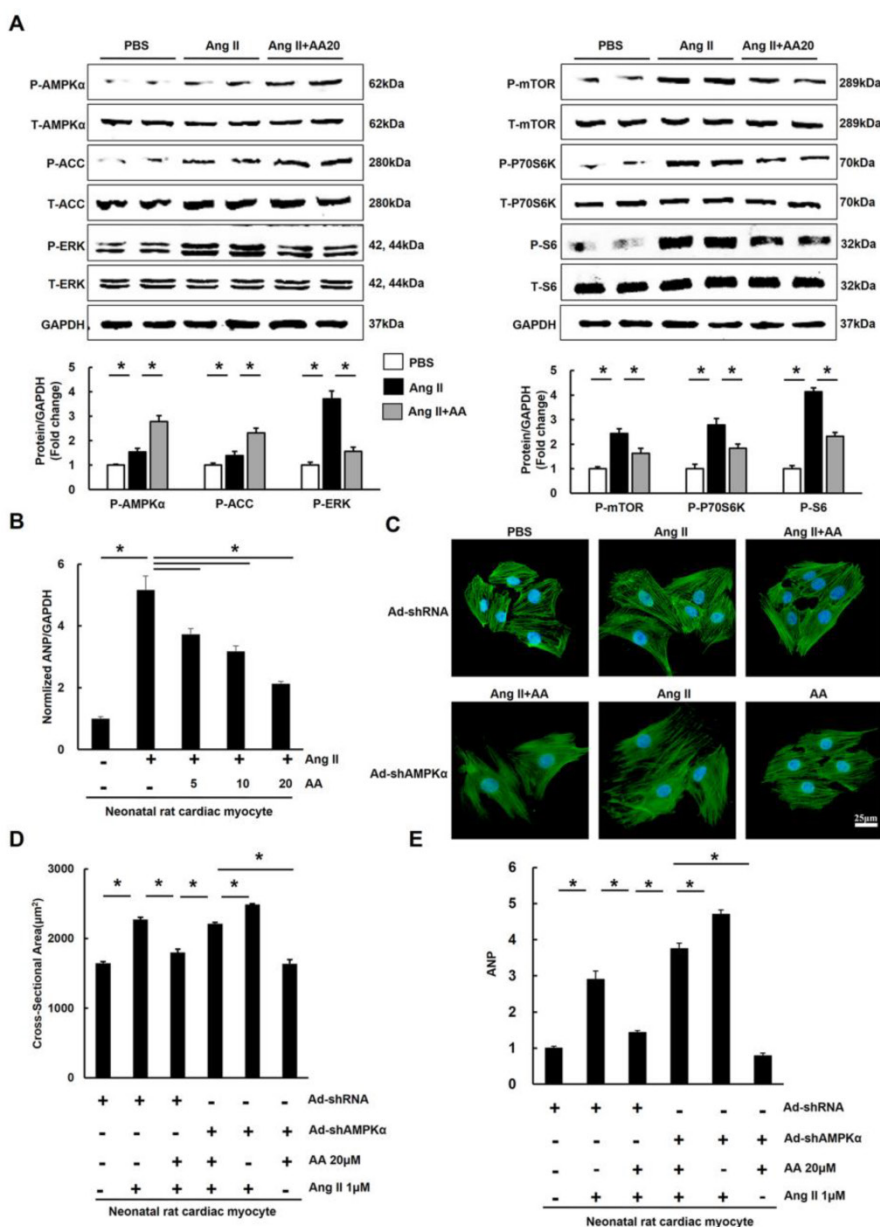 A
PBS Ang II Ang II+AA20
P-AMPKα 62kDa
T-AMPKα 62kDa
P-ACC 280kDa
T-ACC 280kDa
P-ERK 42, 44kDa
T-ERK 42, 44kDa
GAPDH 37kDa
PBS Ang II Ang II+AA20
P-mTOR 289kDa
T-mTOR 289kDa
P-P70S6K 70kDa
T-P70S6K 70kDa
P-S6 32kDa
T-S6 32kDa
GAPDH 37kDa
Protein/GAPDH
(Fold change)
5
4
3
2
1
0
* * * * * *
P-AMPKα P-ACC P-ERK
PBS
Ang II
Ang II+AA
Protein/GAPDH
(Fold change)
5
4
3
2
1
0
* * * * * *
P-mTOR P-P70S6K P-S6
B
Normlized ANP/GAPDH
6
4
2
0
* *
- + + + + Ang II
- - 5 10 20 AA
Neonatal rat cardiac myocyte
C
PBS Ang II Ang II+AA
Ad-shRNA
Ang II+AA Ang II AA
Ad-shAMPKα
25μm
D
Cross-Sectional Area(μm²)
3000
2000
1000
0
* * * * *
+ + + - - - Ad-shRNA
- - - + + + Ad-shAMPKα
- - + + - + AA 20μM
- + + + + - Ang II 1μM
Neonatal rat cardiac myocyte
E
ANP
6
5
4
3
2
1
0
* * * * *
+ + + - - - Ad-shRNA
- - - + + + Ad-shAMPKα
- - + + - + AA 20μM
- + + + + - Ang II 1μM
Neonatal rat cardiac myocyte